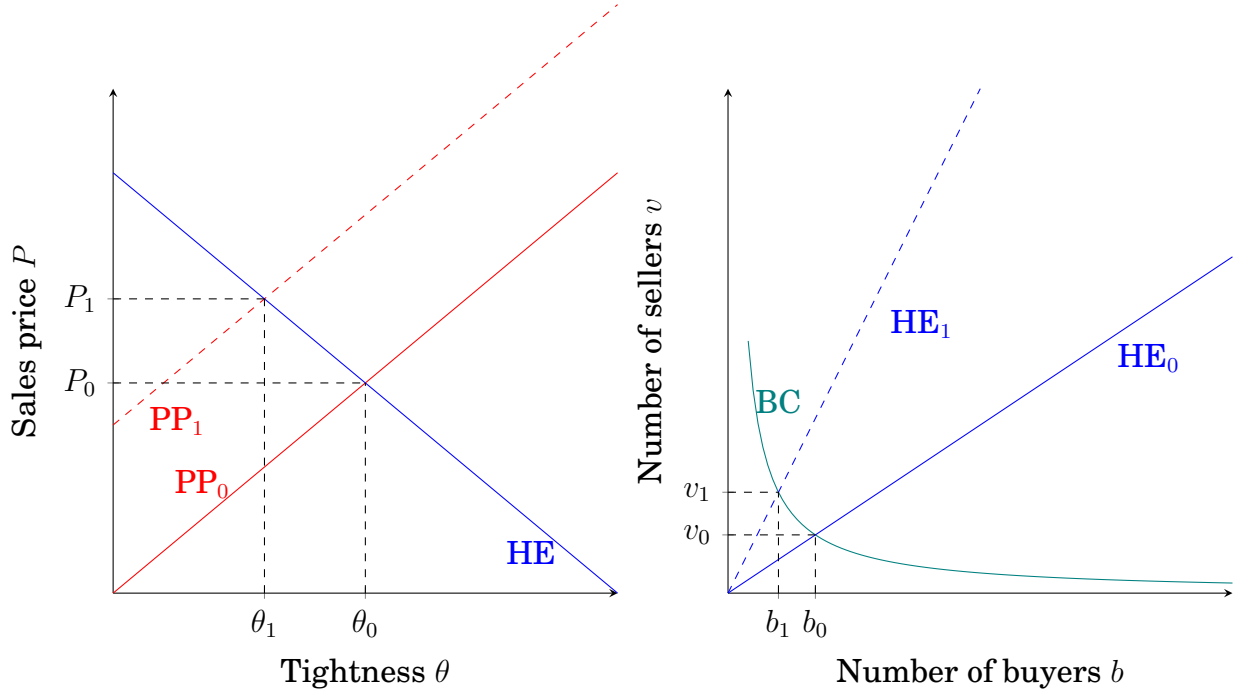 Sales price P
P₁
P₀
PP₁
PP₀
HE
θ₁
θ₀
Tightness θ
Number of sellers v
HE₁
HE₀
BC
v₁
v₀
b₁
b₀
Number of buyers b